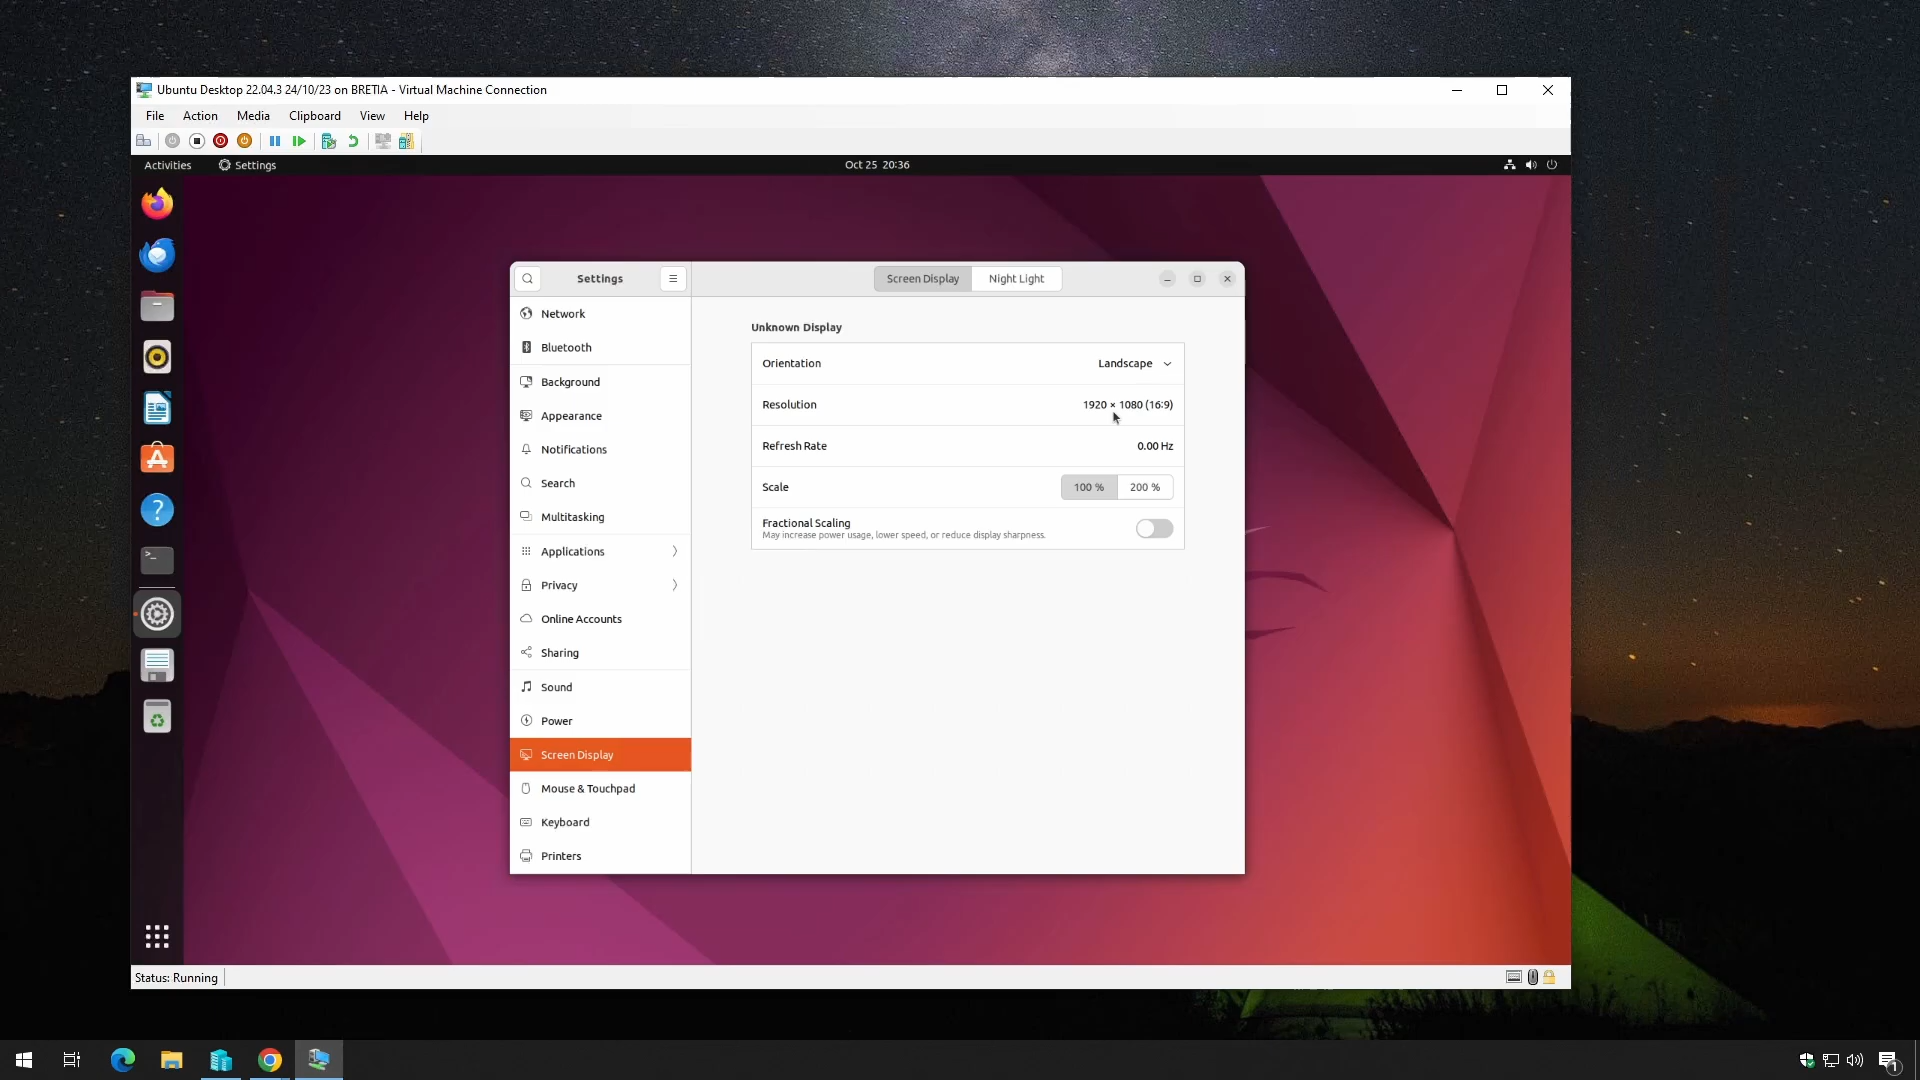 Ubuntu Desktop 22.04.3 24/10/23 on BRETIA - Virtual Machine Connection
File Action Media Clipboard View Help
Activities Settings Oct 25 20:36
Settings Screen Display Night Light
Network
Bluetooth
Background
Appearance
Notifications
Search
Multitasking
Applications
Privacy
Online Accounts
Sharing
Sound
Power
Screen Display
Mouse & Touchpad
Keyboard
Printers
Unknown Display
Orientation Landscape
Resolution 1920 × 1080 (16:9)
Refresh Rate 0.00 Hz
Scale 100 % 200 %
Fractional Scaling
May increase power usage, lower speed, or reduce display sharpness.
Status: Running
1